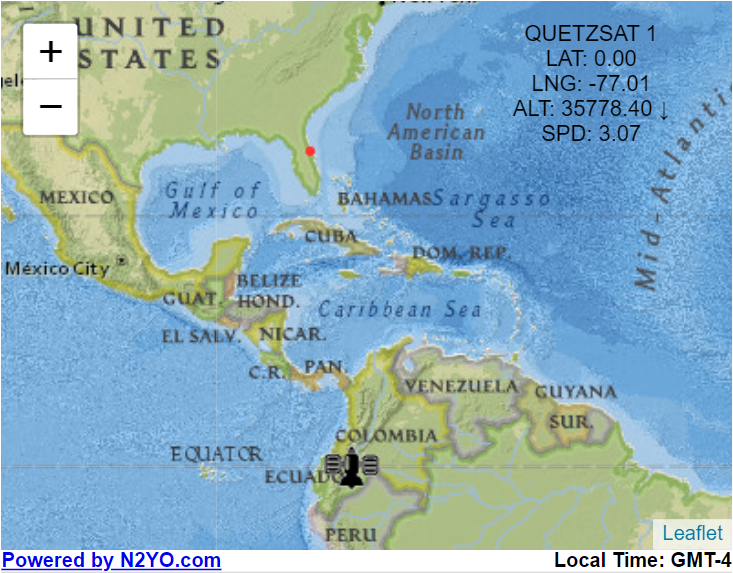 UNITED
STATES
+
−
QUETZSAT 1
LAT: 0.00
LNG: -77.01
ALT: 35778.40 ↓
SPD: 3.07
North
American
Basin
Mid-Atlantic
MEXICO
Gulf of
Mexico
BAHAMAS
Sargasso
Sea
CUBA
DOM. REP.
México City
BELIZE
GUAT.
HOND.
Caribbean Sea
EL SALV.
NICAR.
C.R.
PAN.
VENEZUELA
GUYANA
SUR.
COLOMBIA
EQUATOR
ECUADO
PERU
Leaflet
Powered by N2YO.com
Local Time: GMT-4